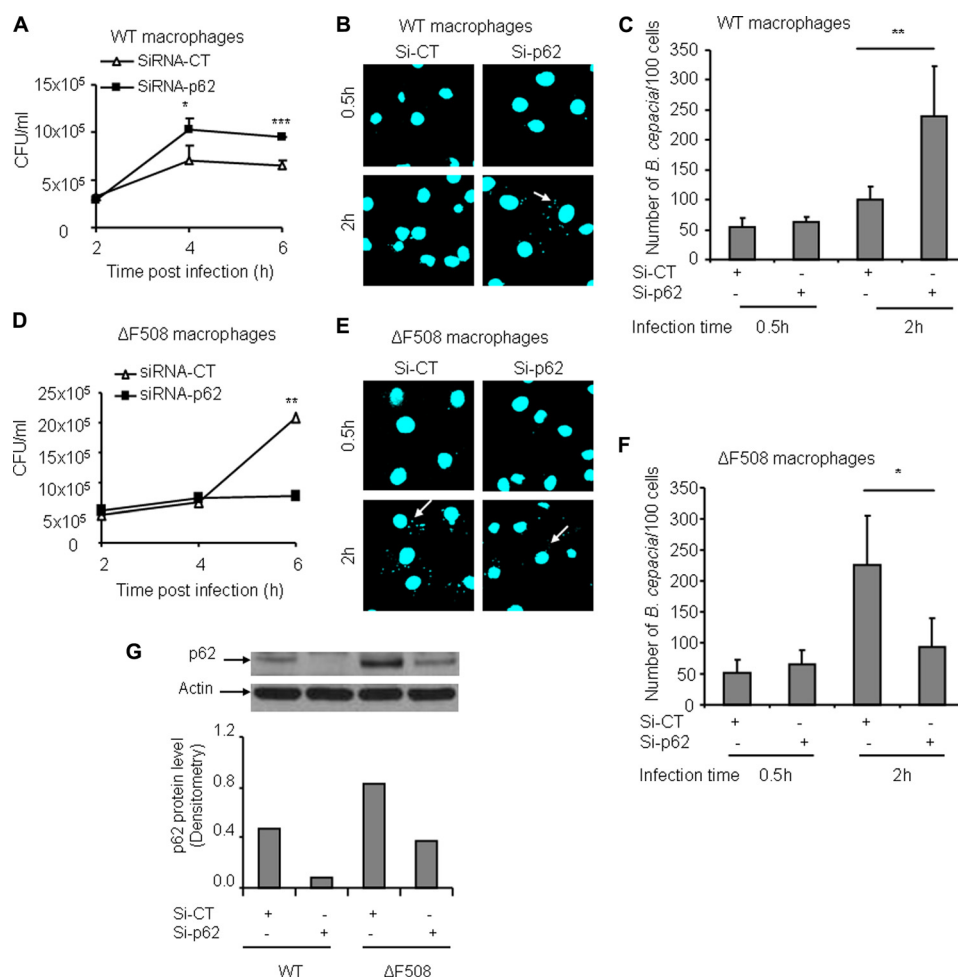 A
WT macrophages
SiRNA-CT
SiRNA-p62
CFU/ml
15x10⁵
10x10⁵
5x10⁵
0
*
***
2
4
6
Time post infection (h)
B
WT macrophages
Si-CT
Si-p62
0.5h
2h
C
WT macrophages
Number of B. cepacia/100 cells
350
300
250
200
150
100
50
0
**
Si-CT + - + -
Si-p62 - + - +
Infection time 0.5h 2h
D
ΔF508 macrophages
siRNA-CT
siRNA-p62
CFU/ml
25x10⁵
20x10⁵
15x10⁵
10x10⁵
5x10⁵
0
**
2
4
6
Time post infection (h)
E
ΔF508 macrophages
Si-CT
Si-p62
0.5h
2h
F
ΔF508 macrophages
Number of B. cepacia/100 cells
350
300
250
200
150
100
50
0
*
Si-CT + - + -
Si-p62 - + - +
Infection time 0.5h 2h
G
p62
Actin
p62 protein level
(Densitometry)
1.2
0.8
0.4
0.0
Si-CT + - + -
Si-p62 - + - +
WT ΔF508